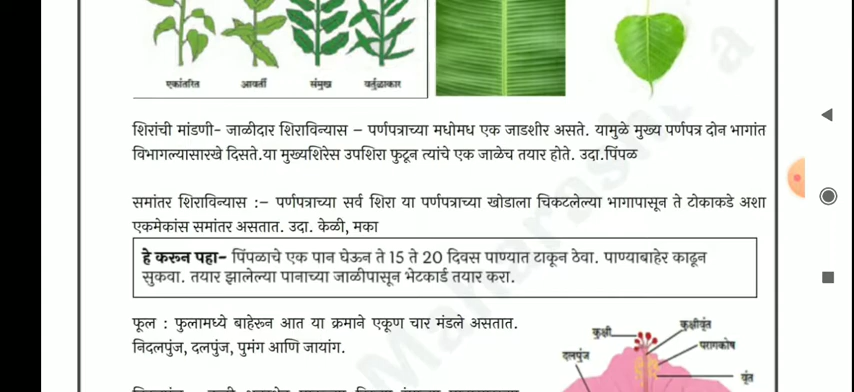 एकांतरित आवर्ती संमुख वर्तुळाकार
शिरांची मांडणी- जाळीदार शिराविन्यास – पर्णपत्राच्या मधोमध एक जाडशीर असते. यामुळे मुख्य पर्णपत्र दोन भागांत
विभागल्यासारखे दिसते.या मुख्यशिरेस उपशिरा फुटून त्यांचे एक जाळेच तयार होते. उदा.पिंपळ
समांतर शिराविन्यास :– पर्णपत्राच्या सर्व शिरा या पर्णपत्राच्या खोडाला चिकटलेल्या भागापासून ते टोकाकडे अशा
एकमेकांस समांतर असतात. उदा. केळी, मका
हे करून पहा- पिंपळाचे एक पान घेऊन ते 15 ते 20 दिवस पाण्यात टाकून ठेवा. पाण्याबाहेर काढून
सुकवा. तयार झालेल्या पानाच्या जाळीपासून भेटकार्ड तयार करा.
फूल : फुलामध्ये बाहेरून आत या क्रमाने एकूण चार मंडले असतात.
निदलपुंज, दलपुंज, पुमंग आणि जायांग.
कुक्षी
कुक्षीवृंत
परागकोष
दलपुंज
वृंत